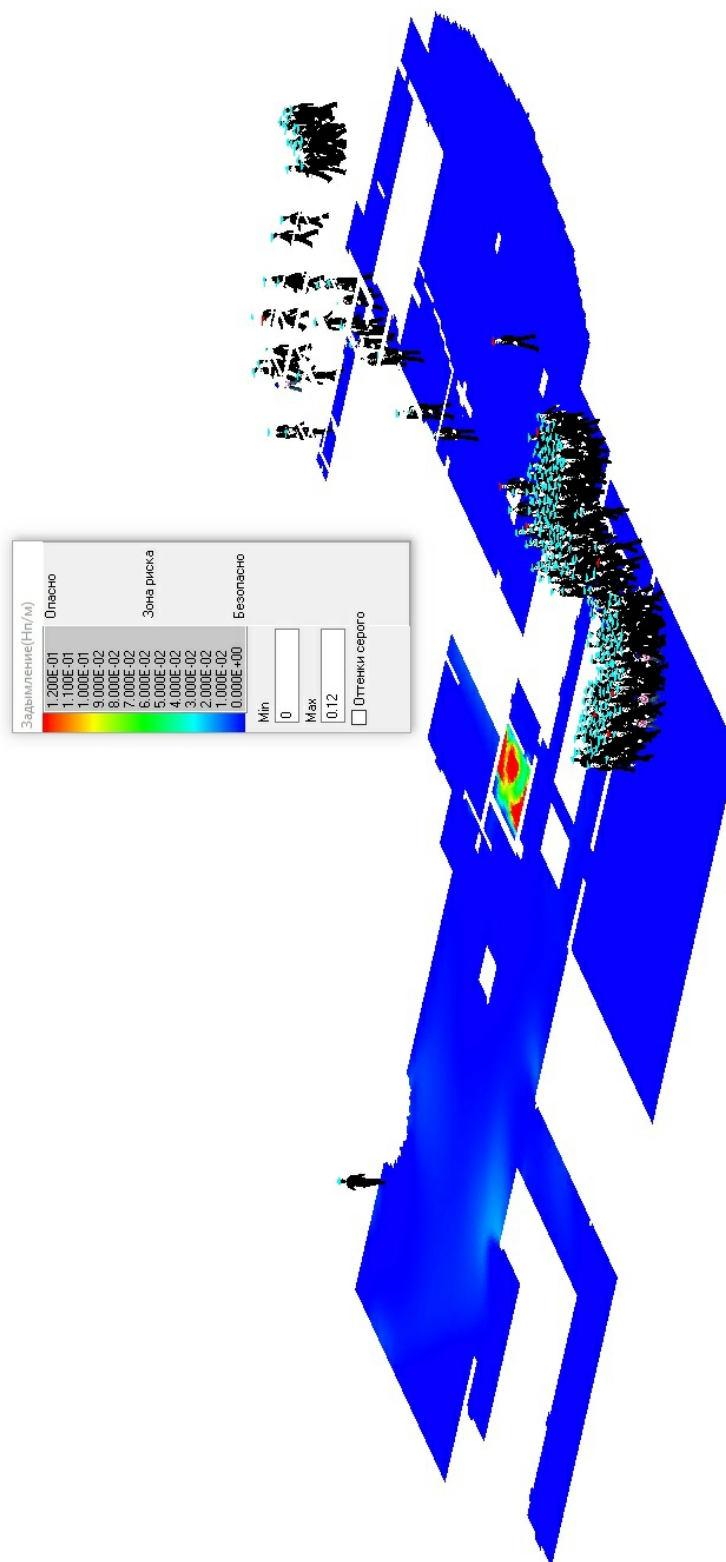 Задымление(Нп/м)
1.200E-01
1.100E-01
1.000E-01
9.000E-02
8.000E-02
7.000E-02
6.000E-02
5.000E-02
4.000E-02
3.000E-02
2.000E-02
1.000E-02
0.000E+00
Опасно
Зона риска
Безопасно
Min
0
Max
0.12
Оттенки серого